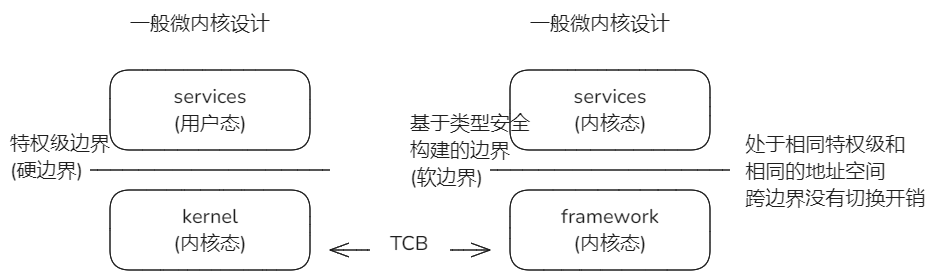 一般微内核设计
services
(用户态)
特权级边界
(硬边界)
kernel
(内核态)
TCB
一般微内核设计
services
(内核态)
基于类型安全
构建的边界
(软边界)
framework
(内核态)
处于相同特权级和
相同的地址空间
跨边界没有切换开销